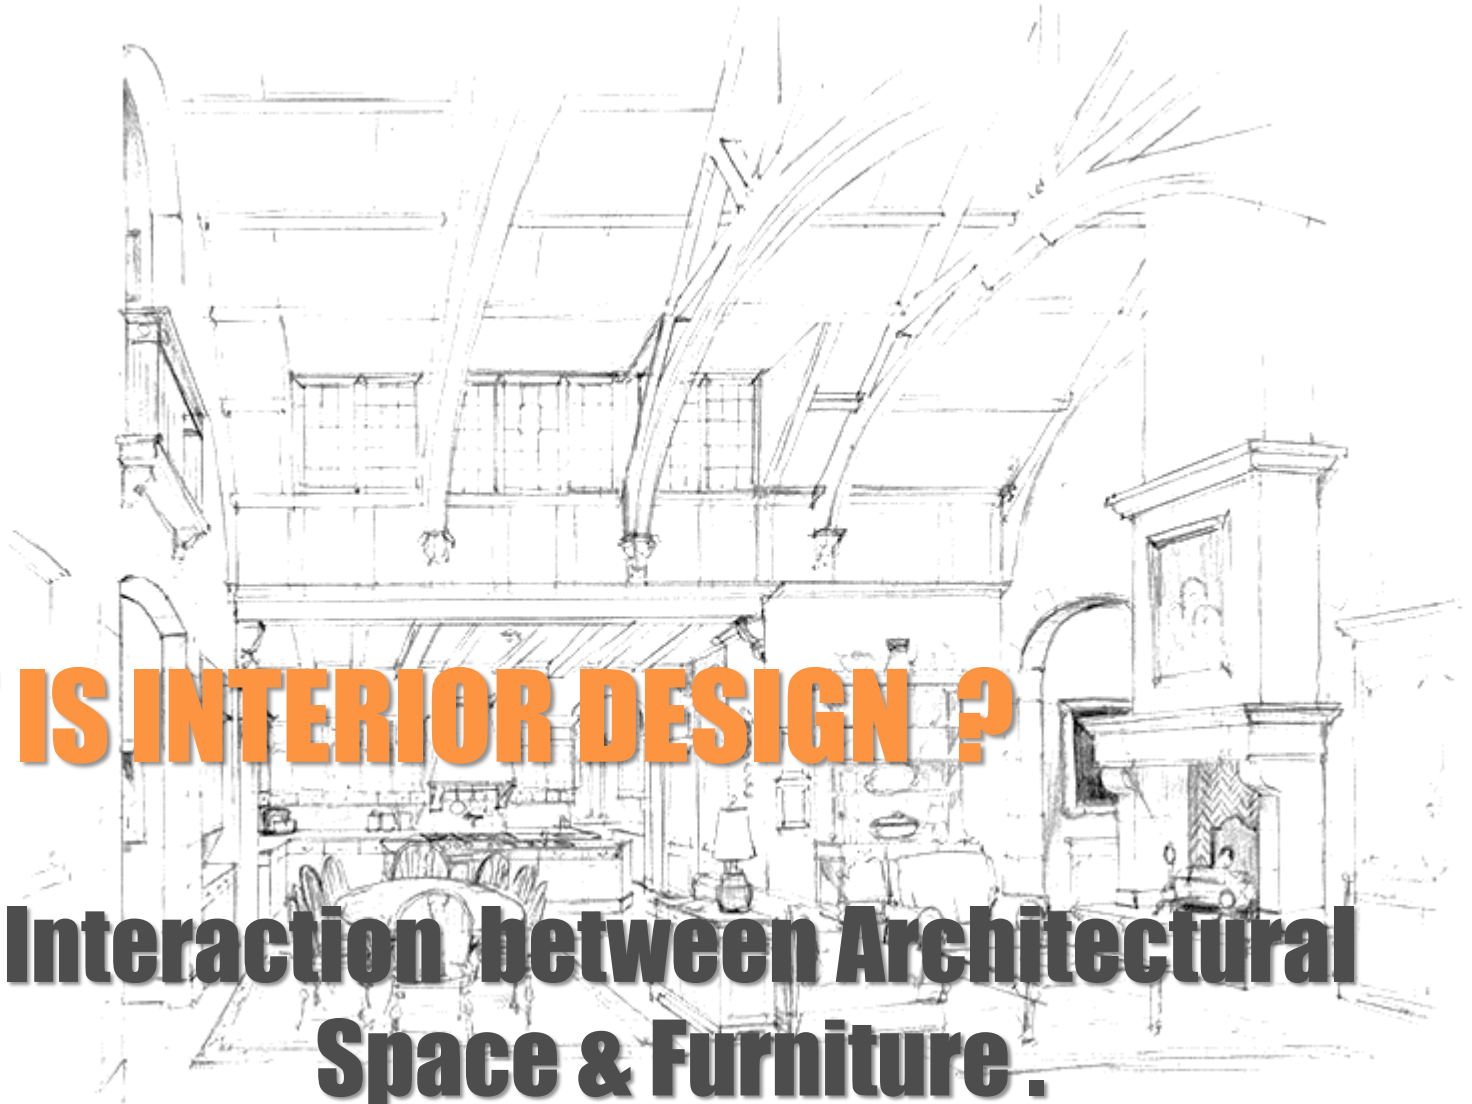 IS INTERIOR DESIGN ?
Interaction between Architectural
Space & Furniture .